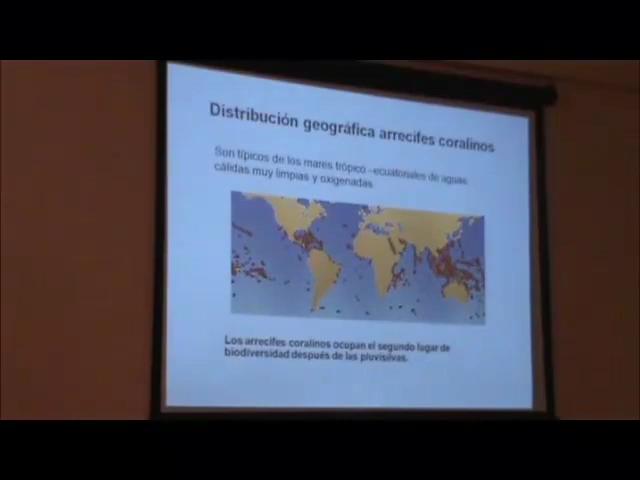 Distribución geográfica arrecifes coralinos
Son típicos de los mares trópico –ecuatoriales de aguas
cálidas muy limpias y oxigenadas
Los arrecifes coralinos ocupan el segundo lugar de
biodiversidad después de las pluvisilvas.